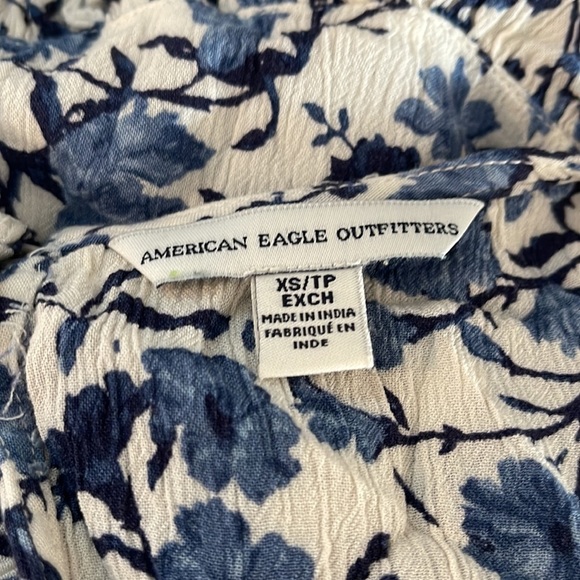 AMERICAN EAGLE OUTFITTERS
XS/TP
EXCH
MADE IN INDIA
FABRIQUÉ EN
INDE